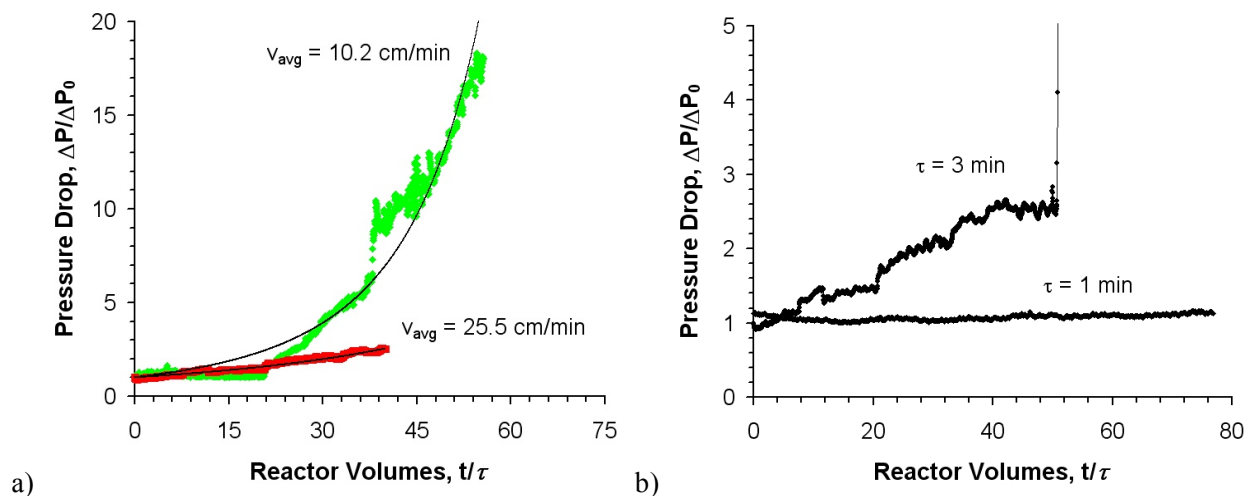 20
15
10
5
0
0
15
30
45
60
75
Pressure Drop, ΔP/ΔP₀
Reactor Volumes, t/τ
v_avg = 10.2 cm/min
v_avg = 25.5 cm/min
a)
5
4
3
2
1
0
0
20
40
60
80
Pressure Drop, ΔP/ΔP₀
Reactor Volumes, t/τ
τ = 3 min
τ = 1 min
b)